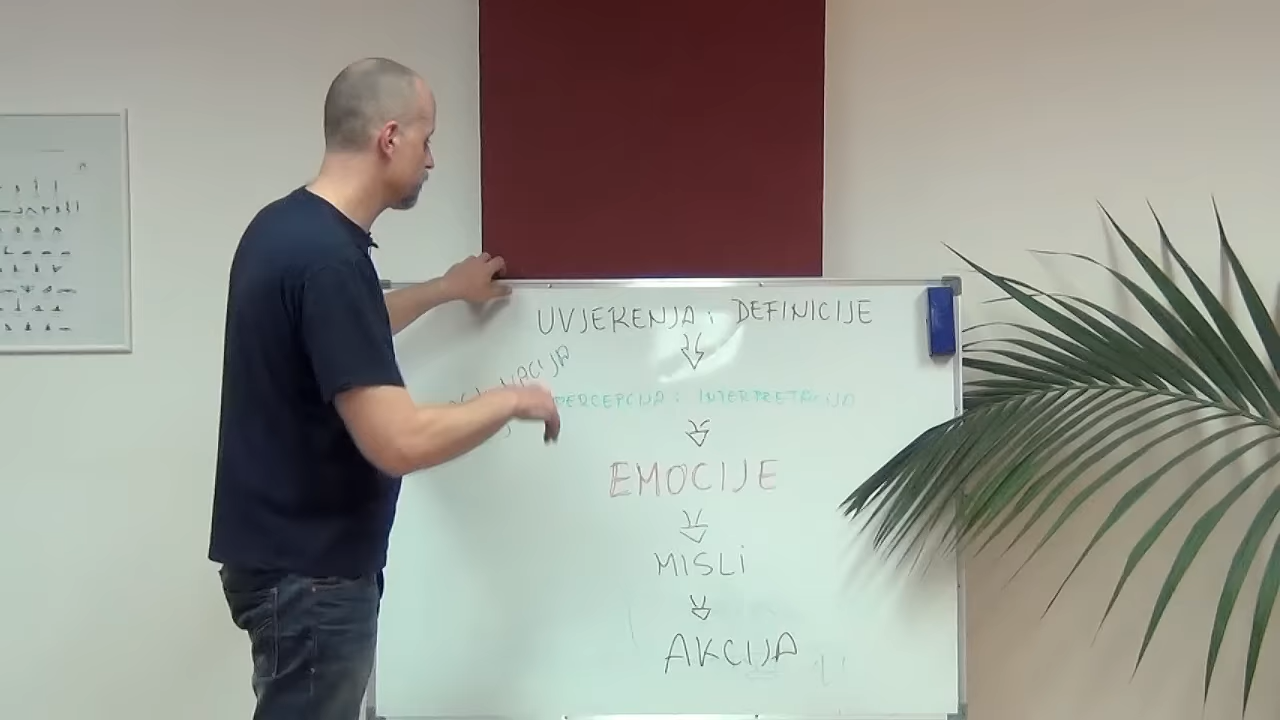 UVJERENJA i DEFINICIJE
PERCEPCIJA i INTERPRETACIJA
EMOCIJE
MISLI
AKCIJA